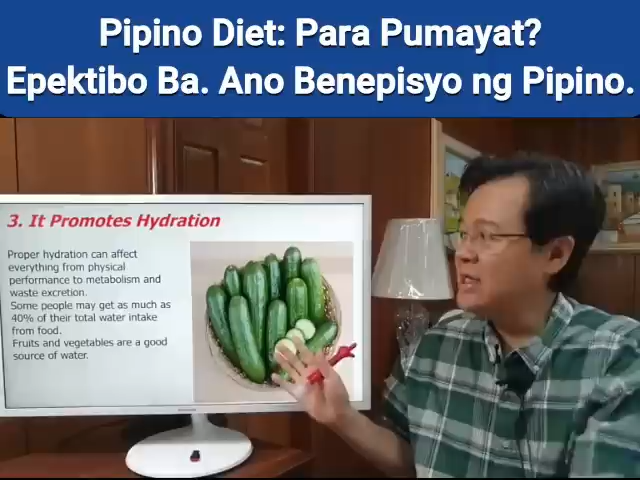 Pipino Diet: Para Pumayat?
Epektibo Ba. Ano Benepisyo ng Pipino.
3. It Promotes Hydration
Proper hydration can affect
everything from physical
performance to metabolism and
waste excretion.
Some people may get as much as
40% of their total water intake
from food.
Fruits and vegetables are a good
source of water.